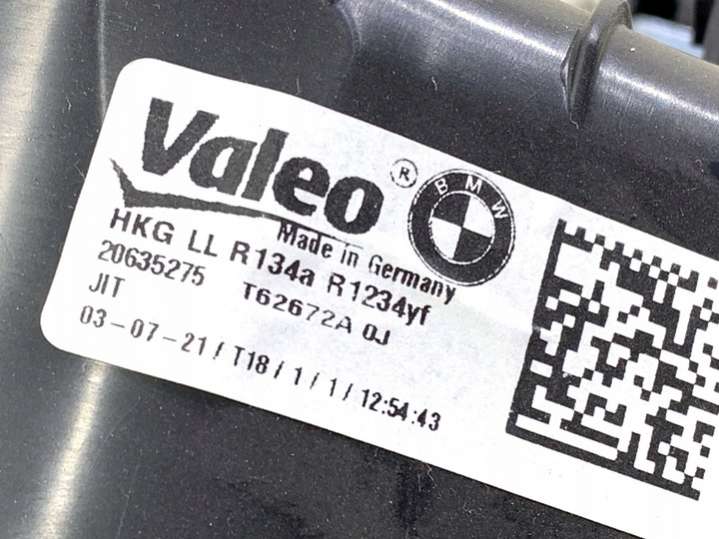 Valeo ®
BMW
Made in Germany
HKG LL R134a R1234yf
20635275 T62672A 0J
JIT
03-07-21/T18/1/1/12:54:43